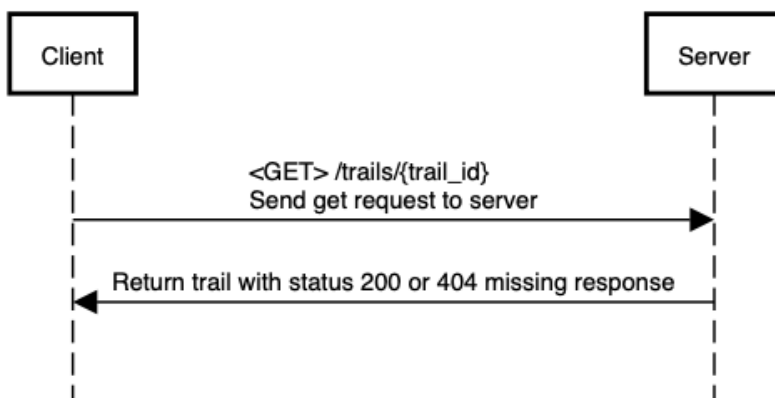 Client
Server
<GET> /trails/{trail_id}
Send get request to server
Return trail with status 200 or 404 missing response